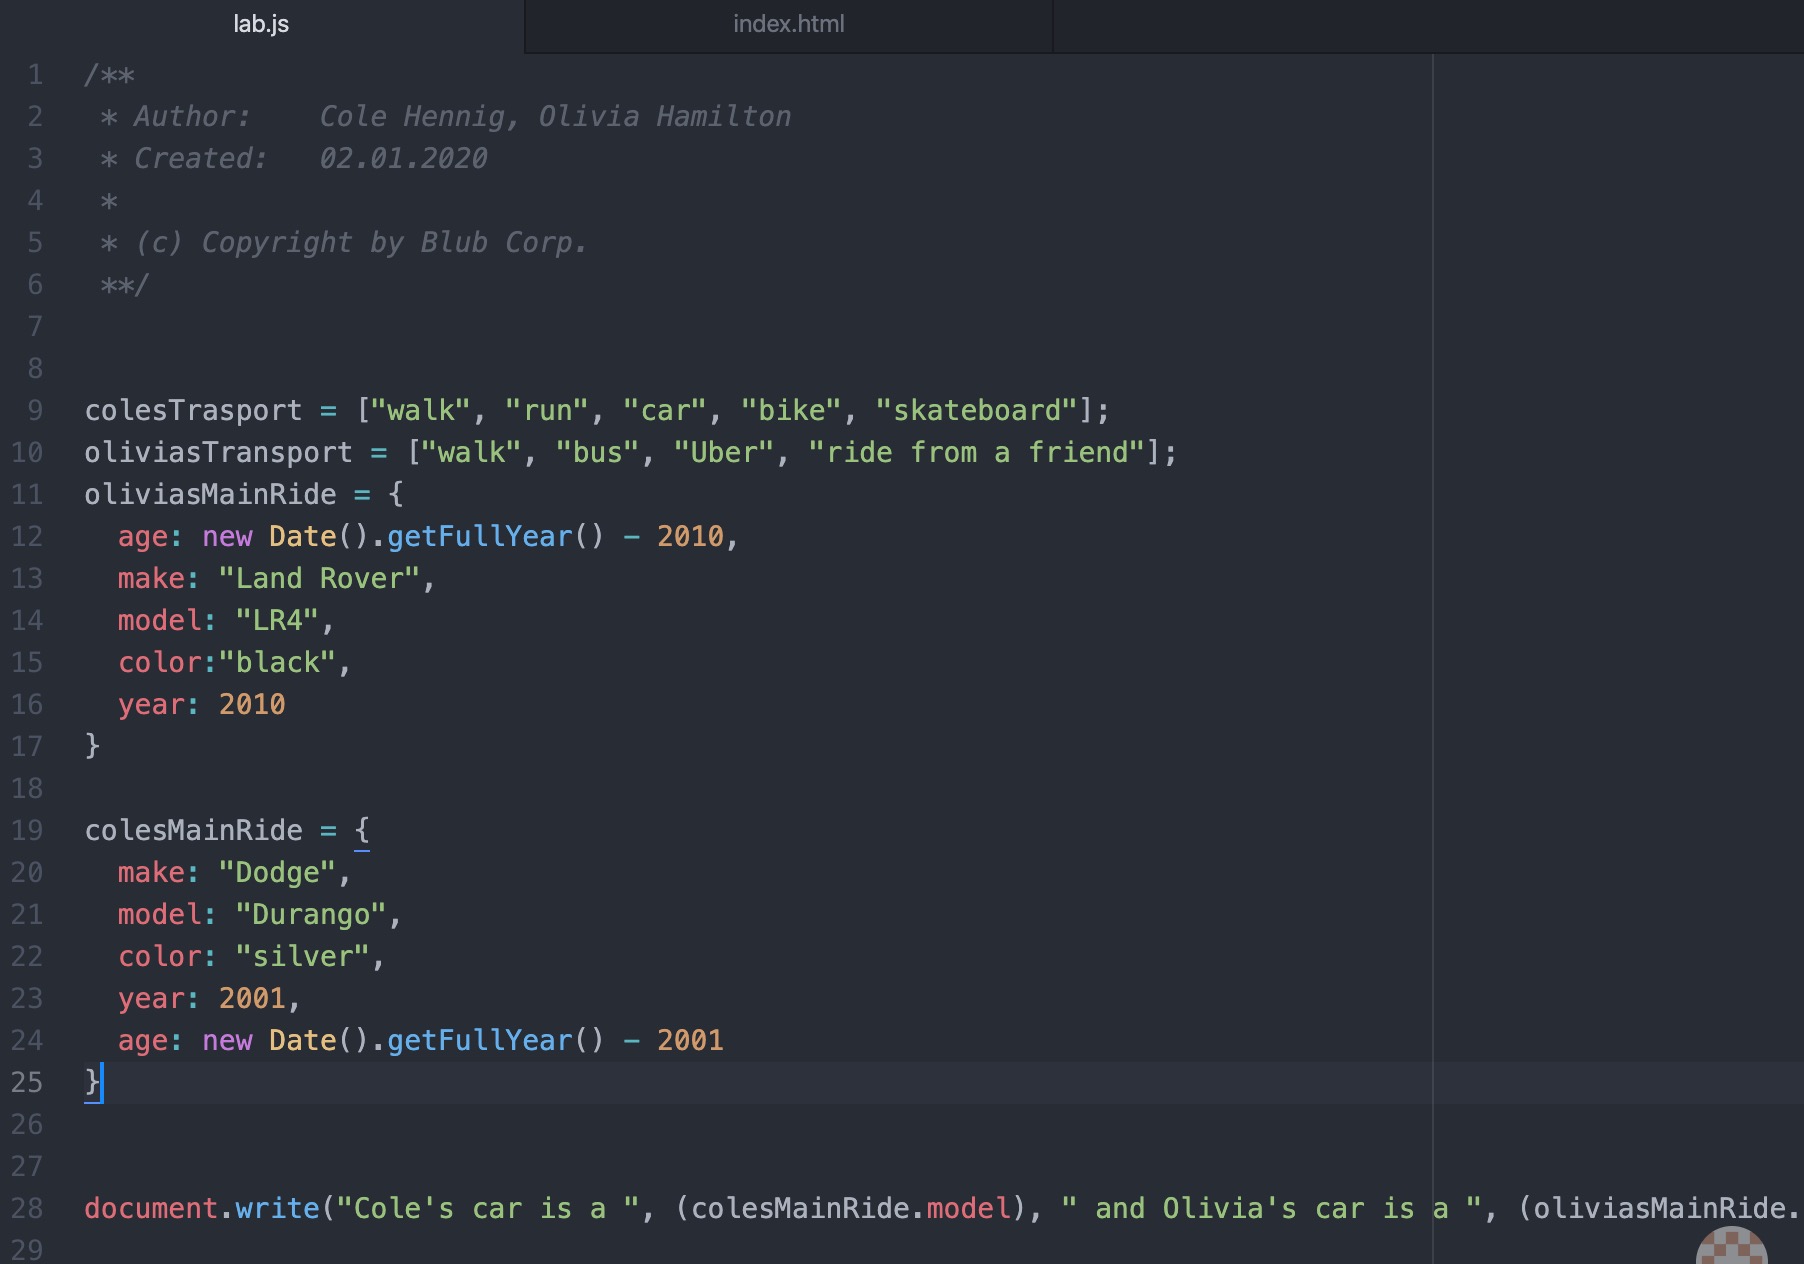 lab.js
index.html
1 /**
2 * Author:    Cole Hennig, Olivia Hamilton
3 * Created:   02.01.2020
4 *
5 * (c) Copyright by Blub Corp.
6 **/
7
8
9 colesTrasport = ["walk", "run", "car", "bike", "skateboard"];
10 oliviasTransport = ["walk", "bus", "Uber", "ride from a friend"];
11 oliviasMainRide = {
12   age: new Date().getFullYear() - 2010,
13   make: "Land Rover",
14   model: "LR4",
15   color:"black",
16   year: 2010
17 }
18
19 colesMainRide = {
20   make: "Dodge",
21   model: "Durango",
22   color: "silver",
23   year: 2001,
24   age: new Date().getFullYear() - 2001
25 }
26
27
28 document.write("Cole's car is a ", (colesMainRide.model), " and Olivia's car is a ", (oliviasMainRide.
29